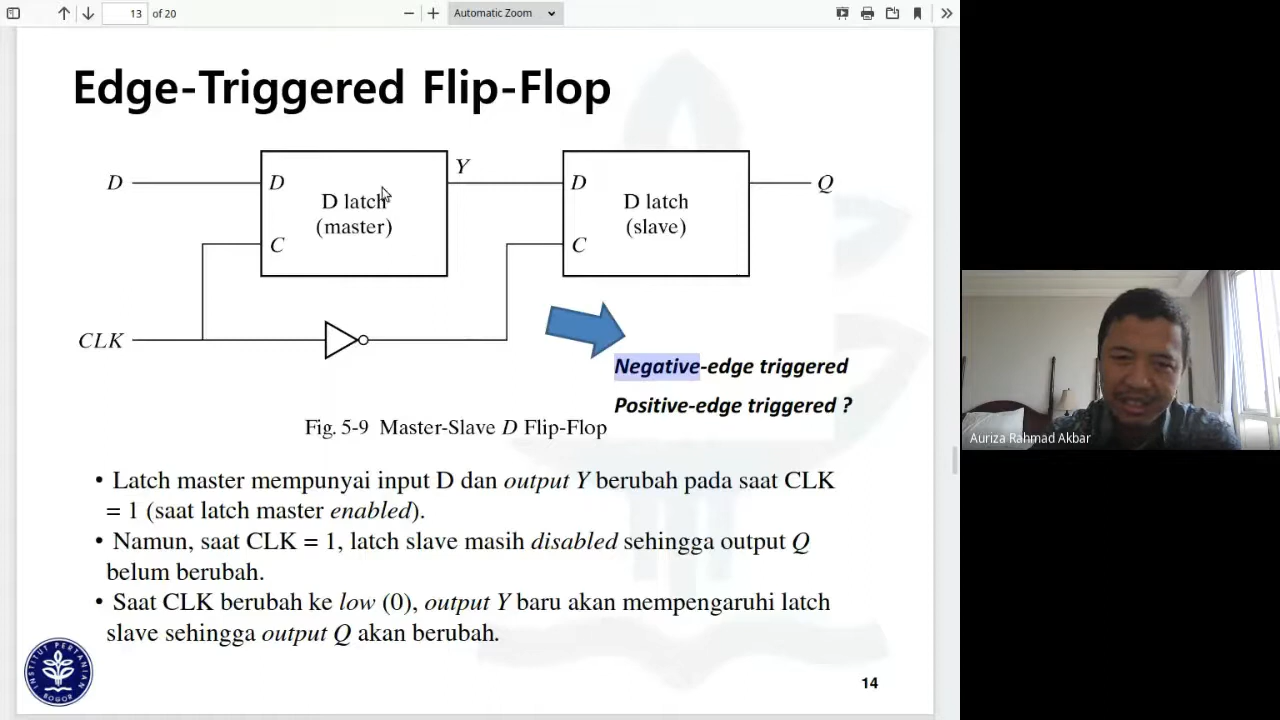 13 of 20
Automatic Zoom
Edge-Triggered Flip-Flop
D D Y D Q
D latch D latch
(master) (slave)
C C
CLK
Negative-edge triggered
Positive-edge triggered ?
Fig. 5-9 Master-Slave D Flip-Flop
• Latch master mempunyai input D dan output Y berubah pada saat CLK
= 1 (saat latch master enabled).
• Namun, saat CLK = 1, latch slave masih disabled sehingga output Q
belum berubah.
• Saat CLK berubah ke low (0), output Y baru akan mempengaruhi latch
slave sehingga output Q akan berubah.
INSTITUT PERTANIAN
BOGOR
14
Auriza Rahmad Akbar